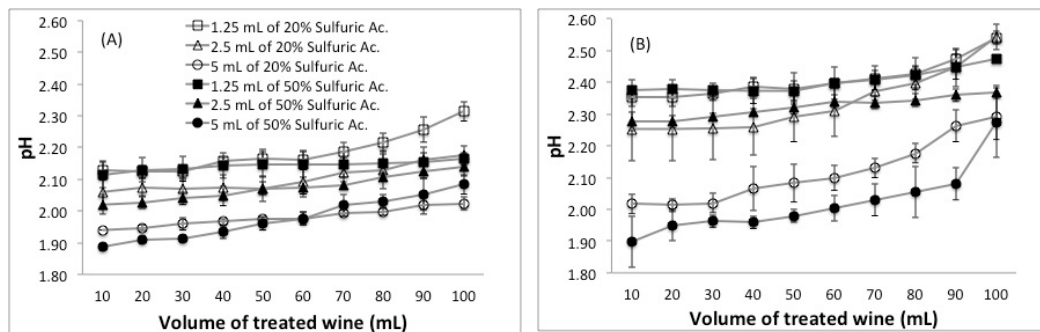 (A)
1.25 mL of 20% Sulfuric Ac.
2.5 mL of 20% Sulfuric Ac.
5 mL of 20% Sulfuric Ac.
1.25 mL of 50% Sulfuric Ac.
2.5 mL of 50% Sulfuric Ac.
5 mL of 50% Sulfuric Ac.
pH
2.60
2.50
2.40
2.30
2.20
2.10
2.00
1.90
1.80
10 20 30 40 50 60 70 80 90 100
Volume of treated wine (mL)
(B)
pH
2.60
2.50
2.40
2.30
2.20
2.10
2.00
1.90
1.80
10 20 30 40 50 60 70 80 90 100
Volume of treated wine (mL)